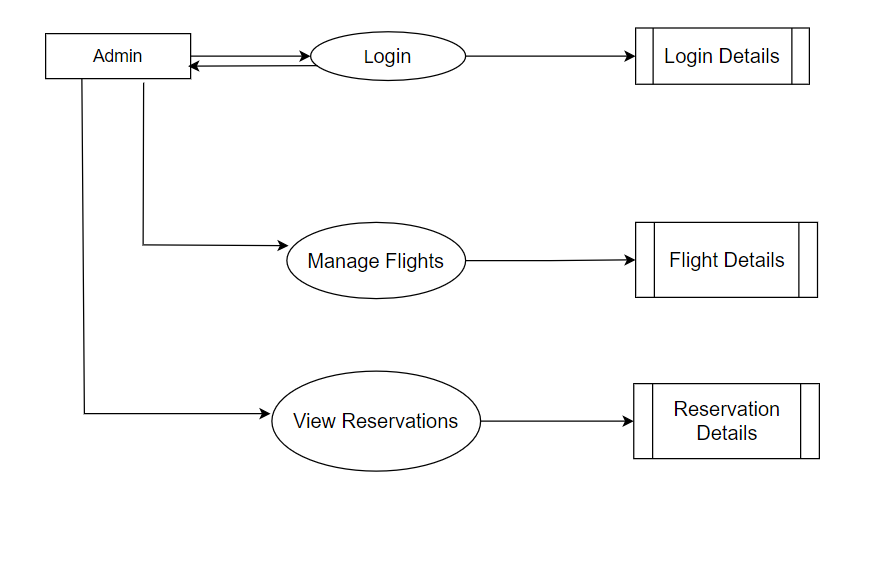 Admin
Login
Login Details
Manage Flights
Flight Details
View Reservations
Reservation
Details